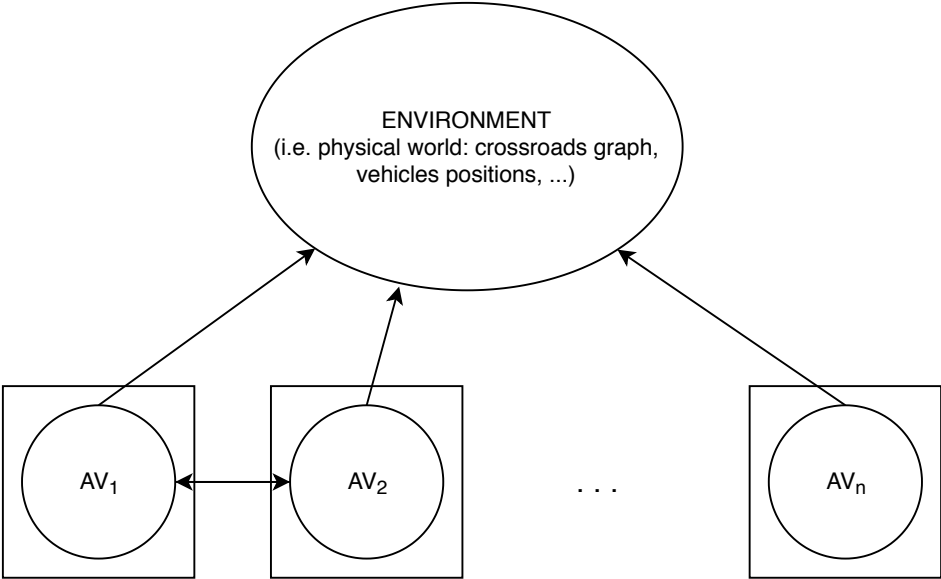 ENVIRONMENT
(i.e. physical world: crossroads graph,
vehicles positions, ...)
AV1
AV2
. . .
AVn